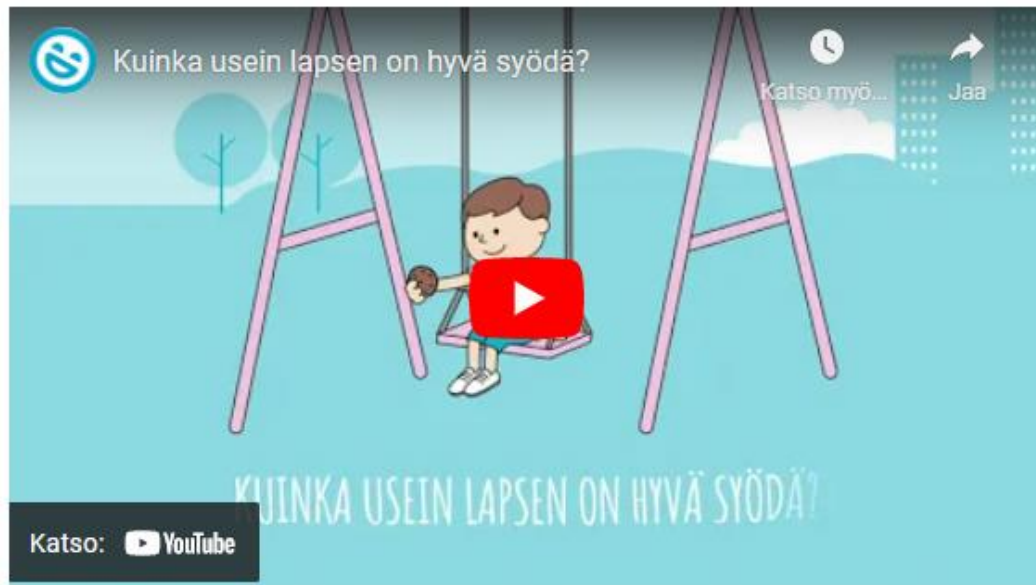 Kuinka usein lapsen on hyvä syödä?
Katso myö...
Jaa
KUINKA USEIN LAPSEN ON HYVÄ SYÖDÄ?
Katso: YouTube